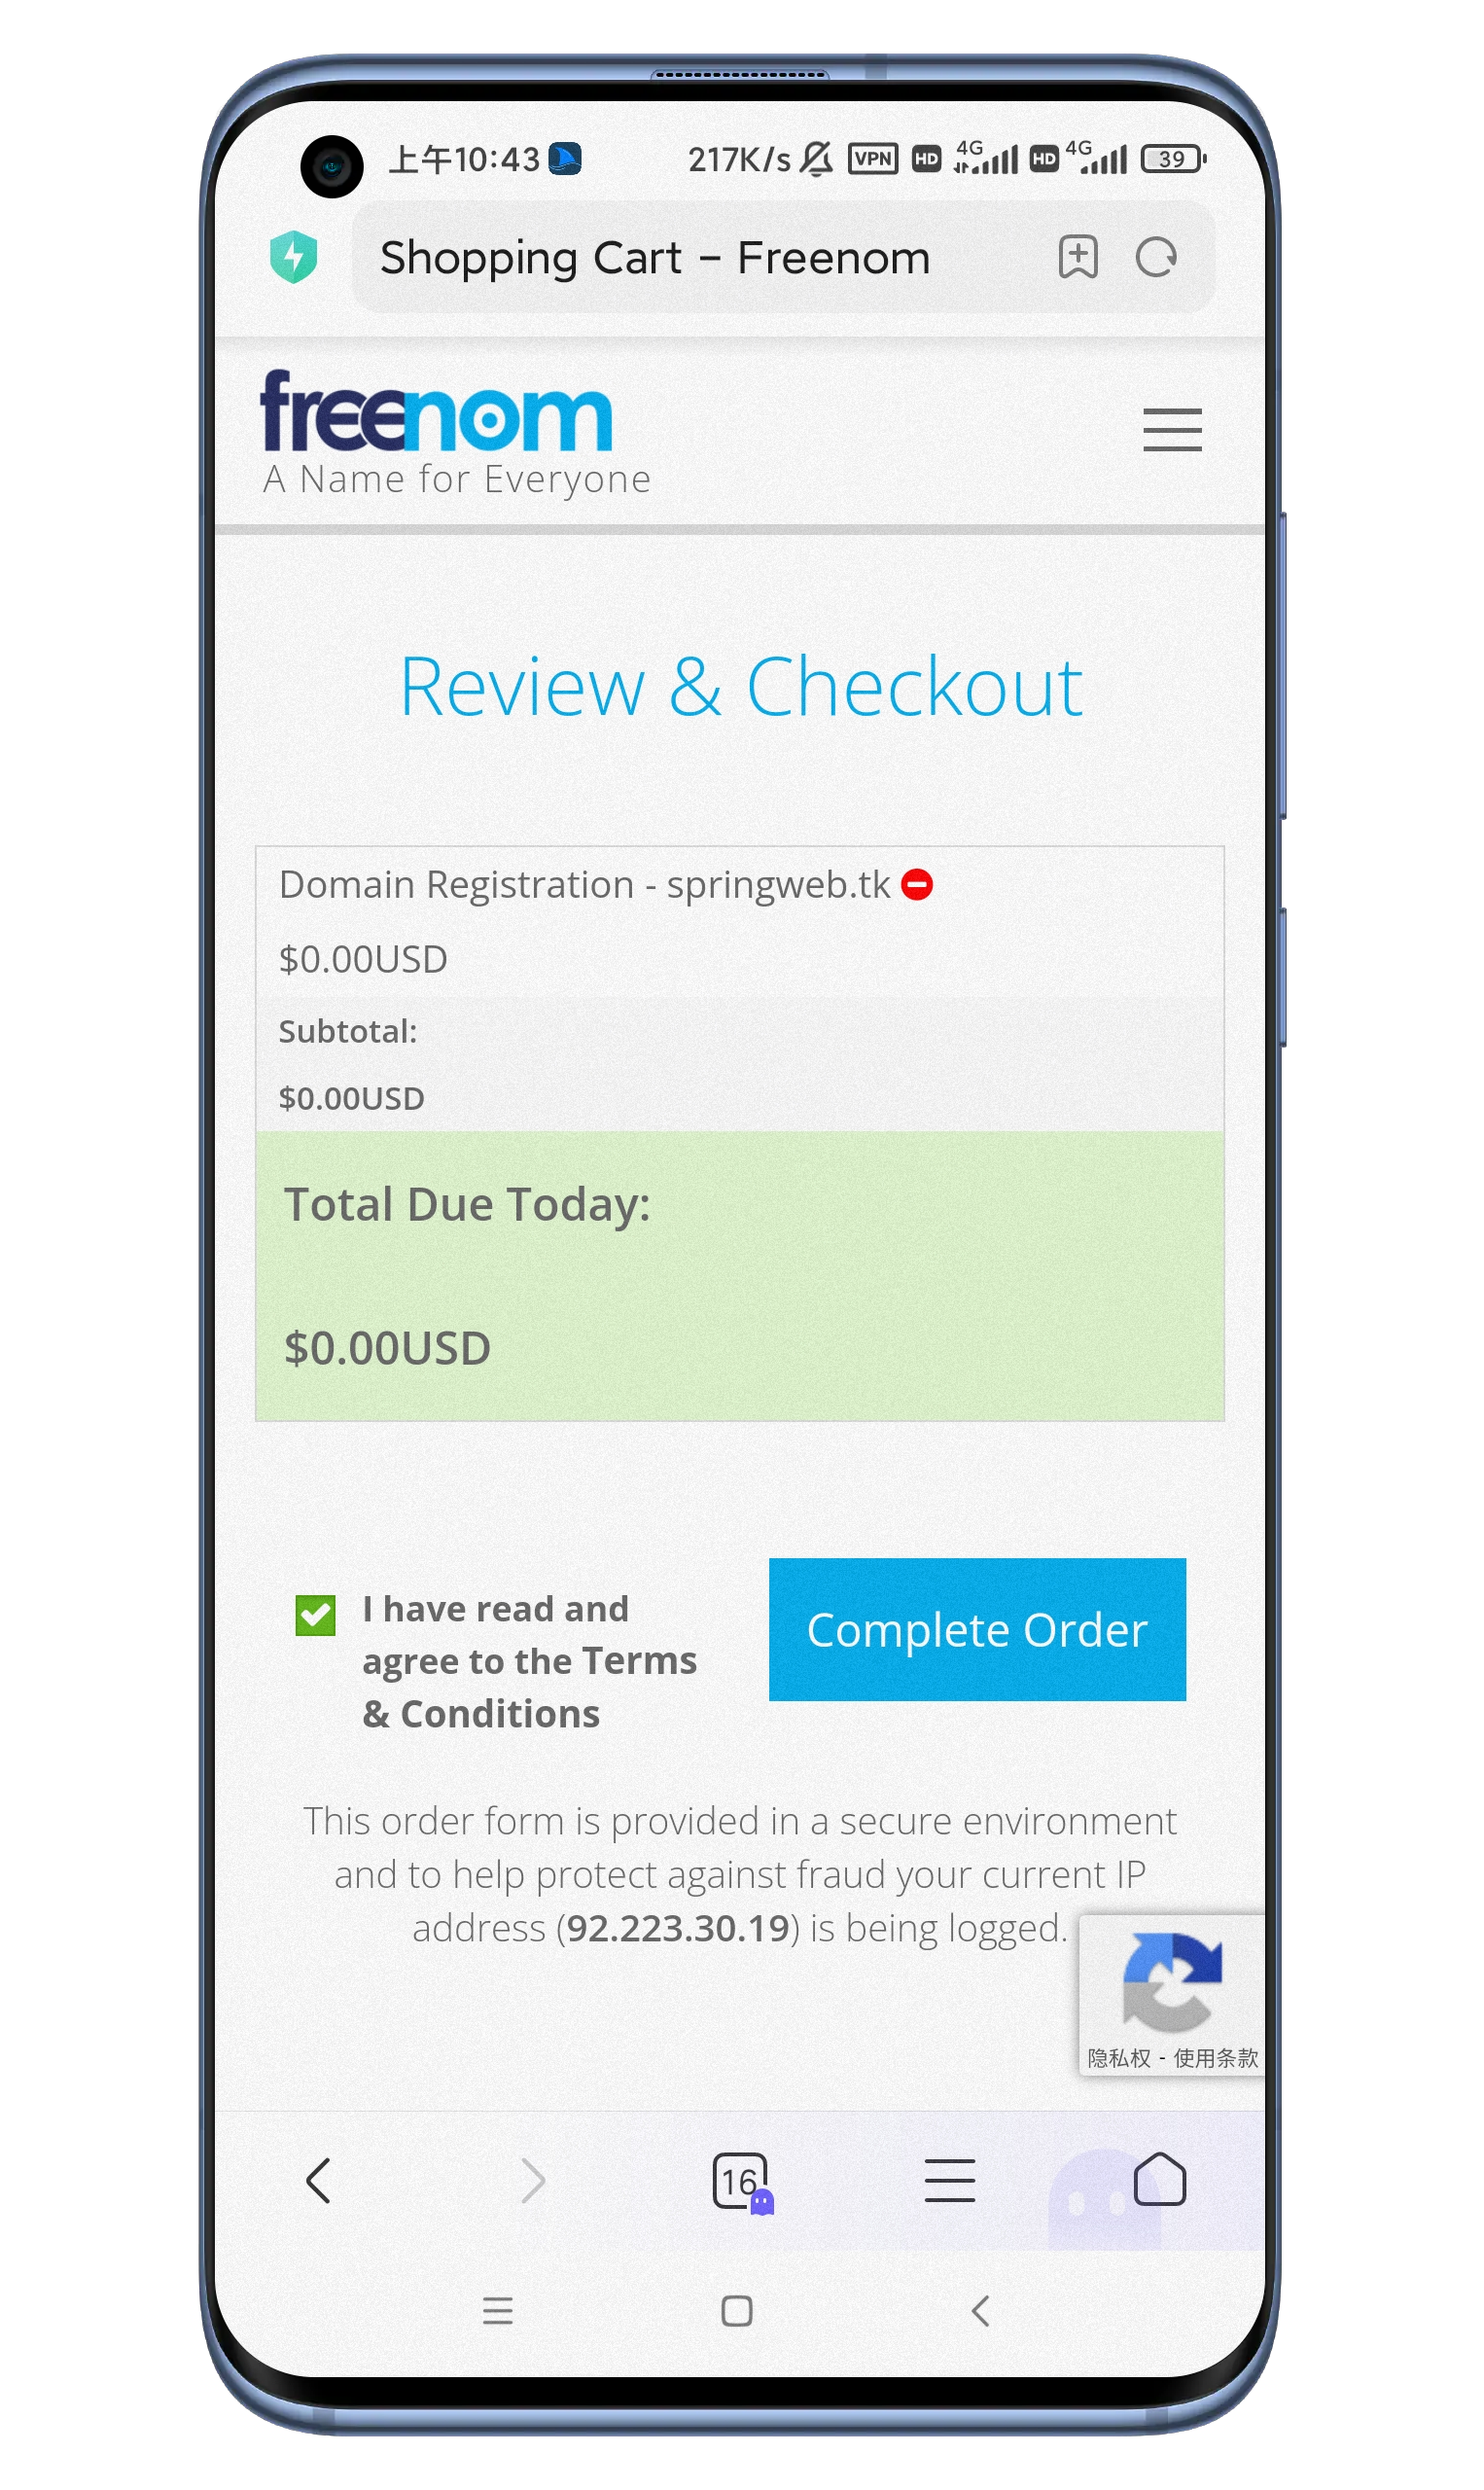 上午10:43
217K/s VPN HD 4G HD 4G 39
Shopping Cart – Freenom
freenom
A Name for Everyone
Review & Checkout
Domain Registration - springweb.tk
$0.00USD
Subtotal:
$0.00USD
Total Due Today:
$0.00USD
I have read and
agree to the Terms
& Conditions
Complete Order
This order form is provided in a secure environment
and to help protect against fraud your current IP
address (92.223.30.19) is being logged.
隐私权 - 使用条款
16